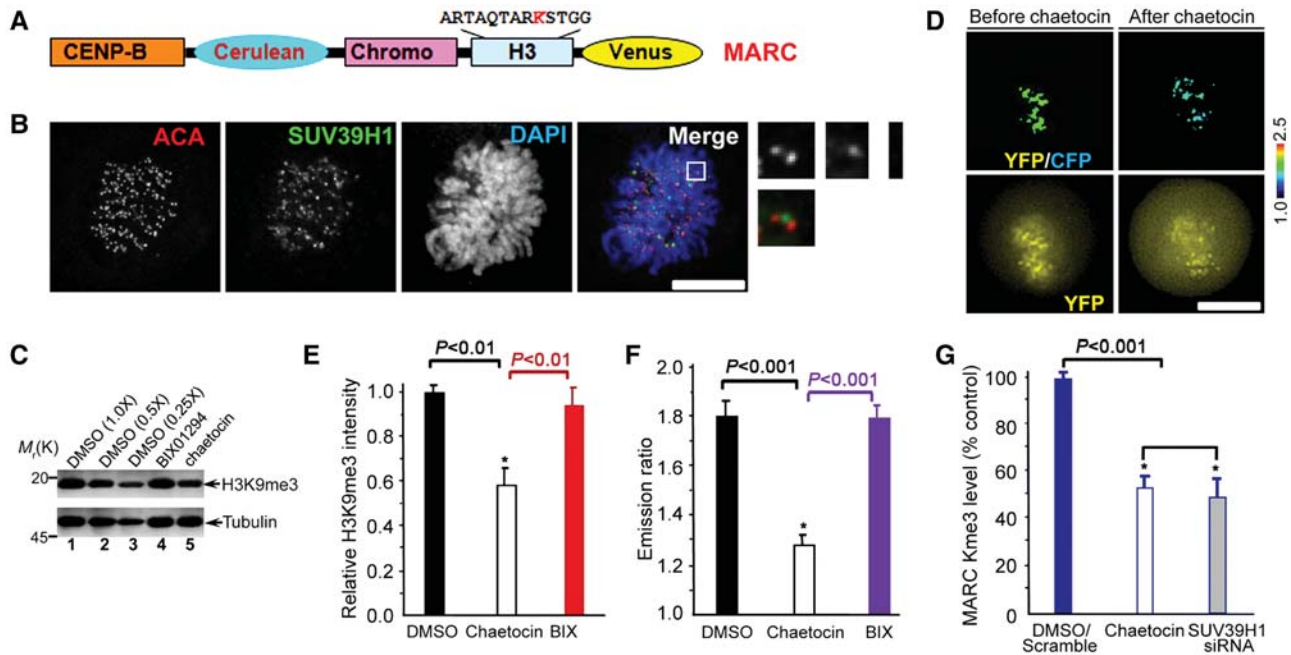 A
ARTAQTARKSTGG
CENP-B
Cerulean
Chromo
H3
Venus
MARC
B
ACA
SUV39H1
DAPI
Merge
C
Mr(K)
DMSO (1.0X)
DMSO (0.5X)
DMSO (0.25X)
BIX01294
chaetocin
20
H3K9me3
Tubulin
45
1 2 3 4 5
D
Before chaetocin
After chaetocin
YFP/CFP
YFP
2.5
1.0
E
P<0.01
P<0.01
Relative H3K9me3 intensity
1.0
0.8
0.6
0.4
0.2
0.0
*
DMSO Chaetocin BIX
F
P<0.001
P<0.001
Emission ratio
2.0
1.8
1.6
1.4
1.2
1.0
*
DMSO Chaetocin BIX
G
P<0.001
MARC Kme3 level (% control)
100
80
60
40
20
0
* *
DMSO/
Scramble
Chaetocin
SUV39H1
siRNA